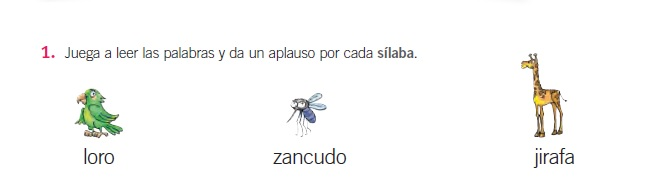 1. Juega a leer las palabras y da un aplauso por cada sílaba.
loro zancudo jirafa